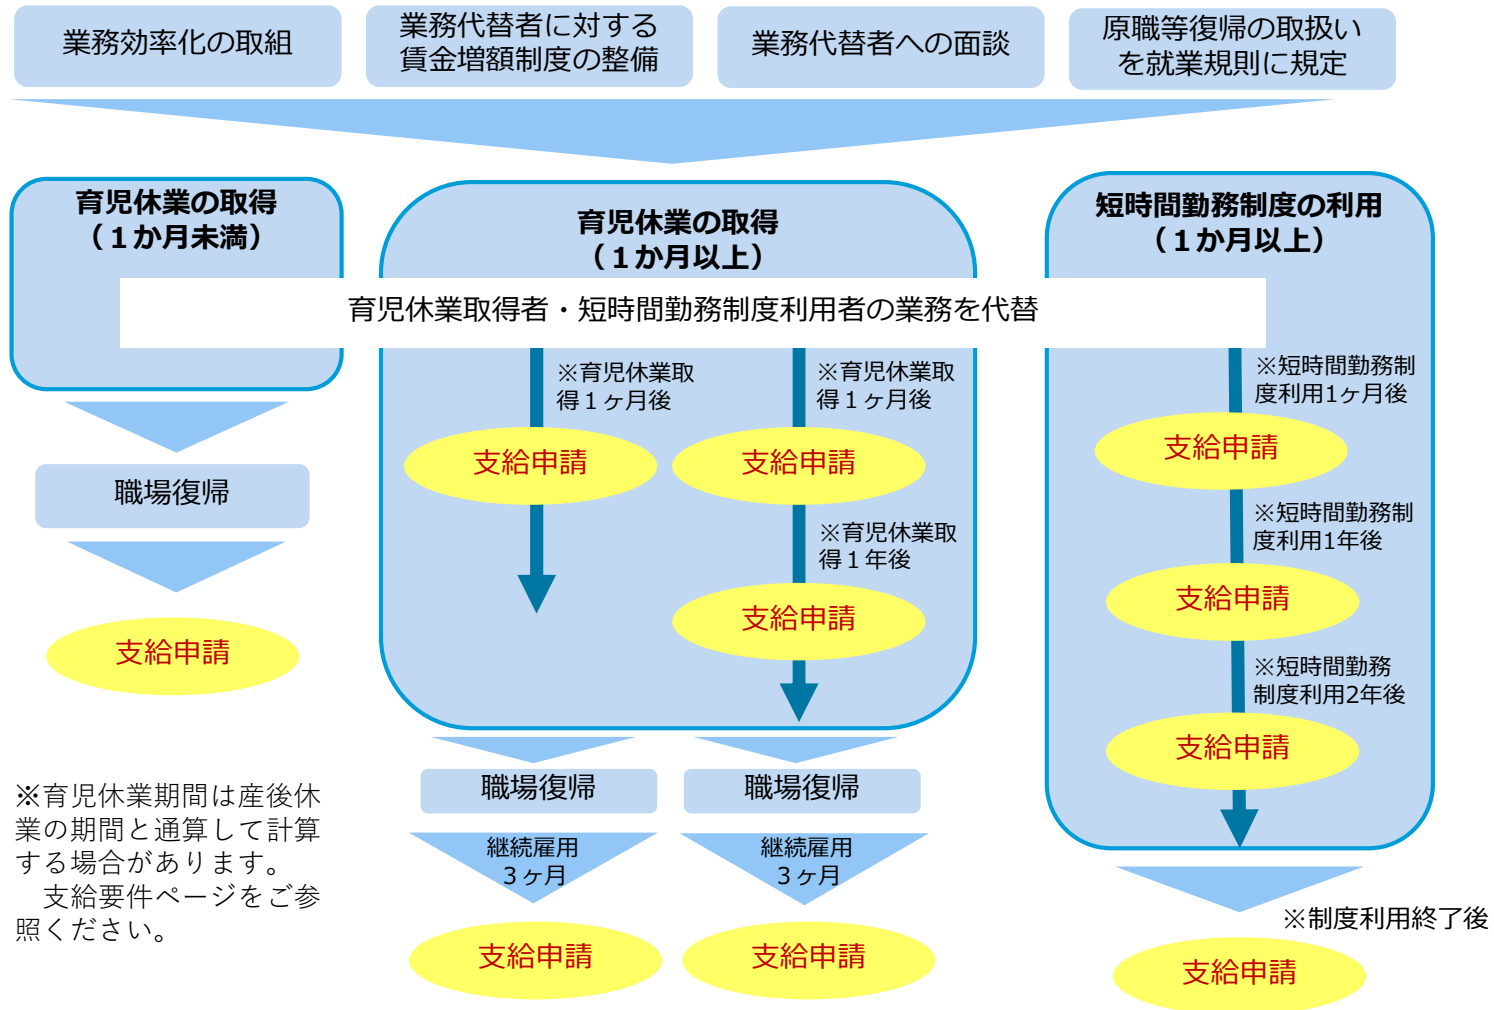 業務効率化の取組
業務代替者に対する
賃金増額制度の整備
業務代替者への面談
原職等復帰の取扱い
を就業規則に規定
育児休業の取得
（１か月未満）
育児休業の取得
（１か月以上）
短時間勤務制度の利用
（１か月以上）
育児休業取得者・短時間勤務制度利用者の業務を代替
職場復帰
支給申請
※育児休業期間は産後休
業の期間と通算して計算
する場合があります。
　支給要件ページをご参
照ください。
※育児休業取
得１ヶ月後
支給申請
職場復帰
継続雇用
３ヶ月
支給申請
※育児休業取
得１ヶ月後
支給申請
※育児休業取
得１年後
支給申請
職場復帰
継続雇用
３ヶ月
支給申請
※短時間勤務制
度利用1ヶ月後
支給申請
※短時間勤務制
度利用1年後
支給申請
※短時間勤務
制度利用2年後
支給申請
※制度利用終了後
支給申請